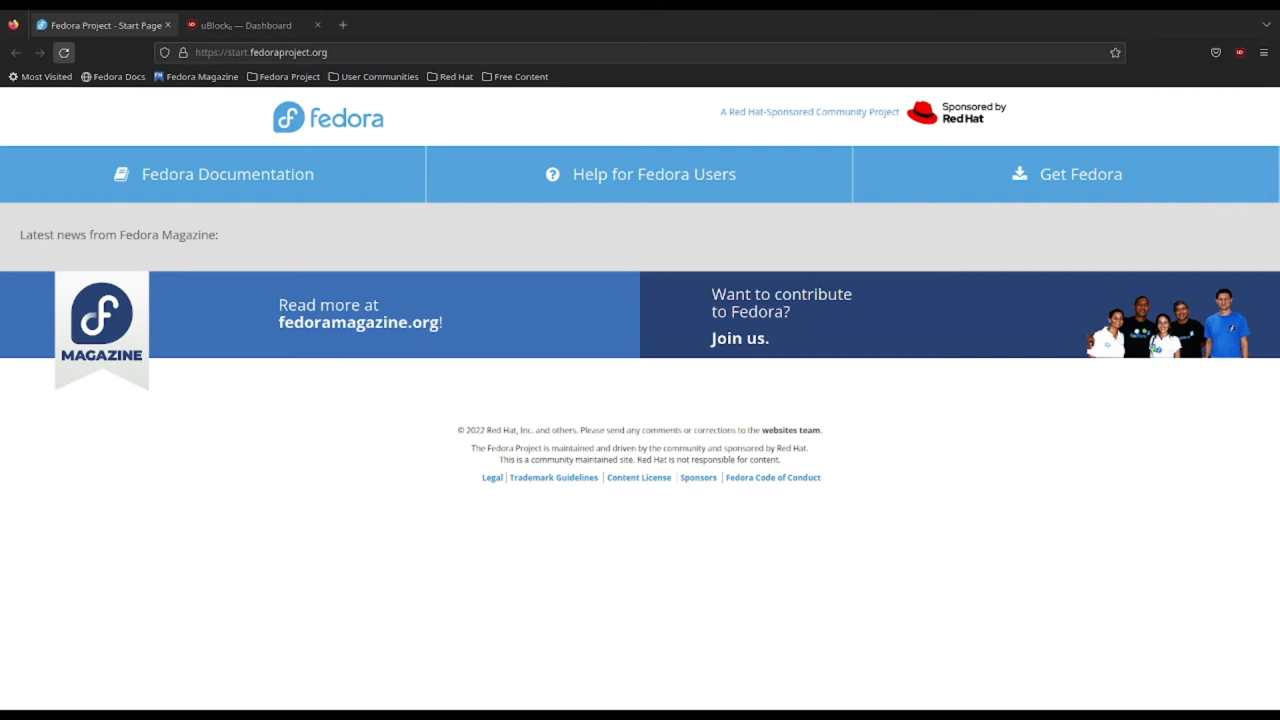 Fedora Project - Start Page
uBlock₀ — Dashboard
https://start.fedoraproject.org
Most Visited
Fedora Docs
Fedora Magazine
Fedora Project
User Communities
Red Hat
Free Content
fedora
A Red Hat-Sponsored Community Project
Sponsored by
Red Hat
Fedora Documentation
Help for Fedora Users
Get Fedora
Latest news from Fedora Magazine:
MAGAZINE
Read more at
fedoramagazine.org!
Want to contribute
to Fedora?
Join us.
© 2022 Red Hat, Inc. and others. Please send any comments or corrections to the websites team.
The Fedora Project is maintained and driven by the community and sponsored by Red Hat.
This is a community maintained site. Red Hat is not responsible for content.
Legal | Trademark Guidelines | Content License | Sponsors | Fedora Code of Conduct